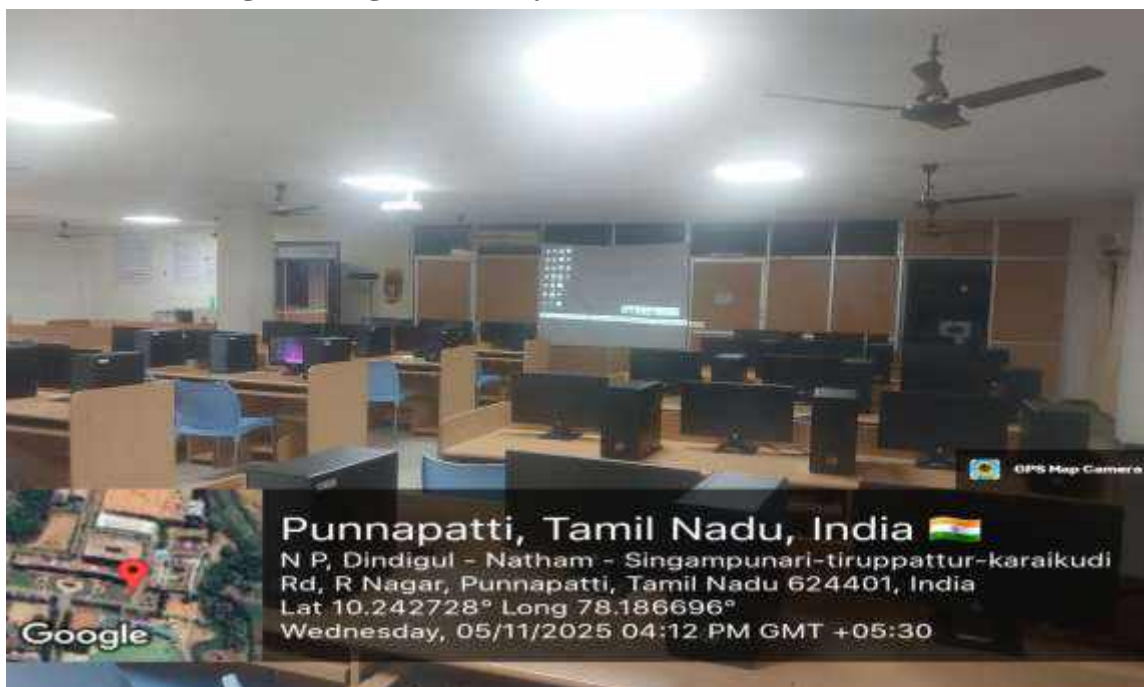 GPS Map Camera
Punnapatti, Tamil Nadu, India
N P, Dindigul - Natham - Singampunari-tiruppattur-karaikudi
Rd, R Nagar, Punnapatti, Tamil Nadu 624401, India
Lat 10.242728° Long 78.186696°
Wednesday, 05/11/2025 04:12 PM GMT +05:30
Google